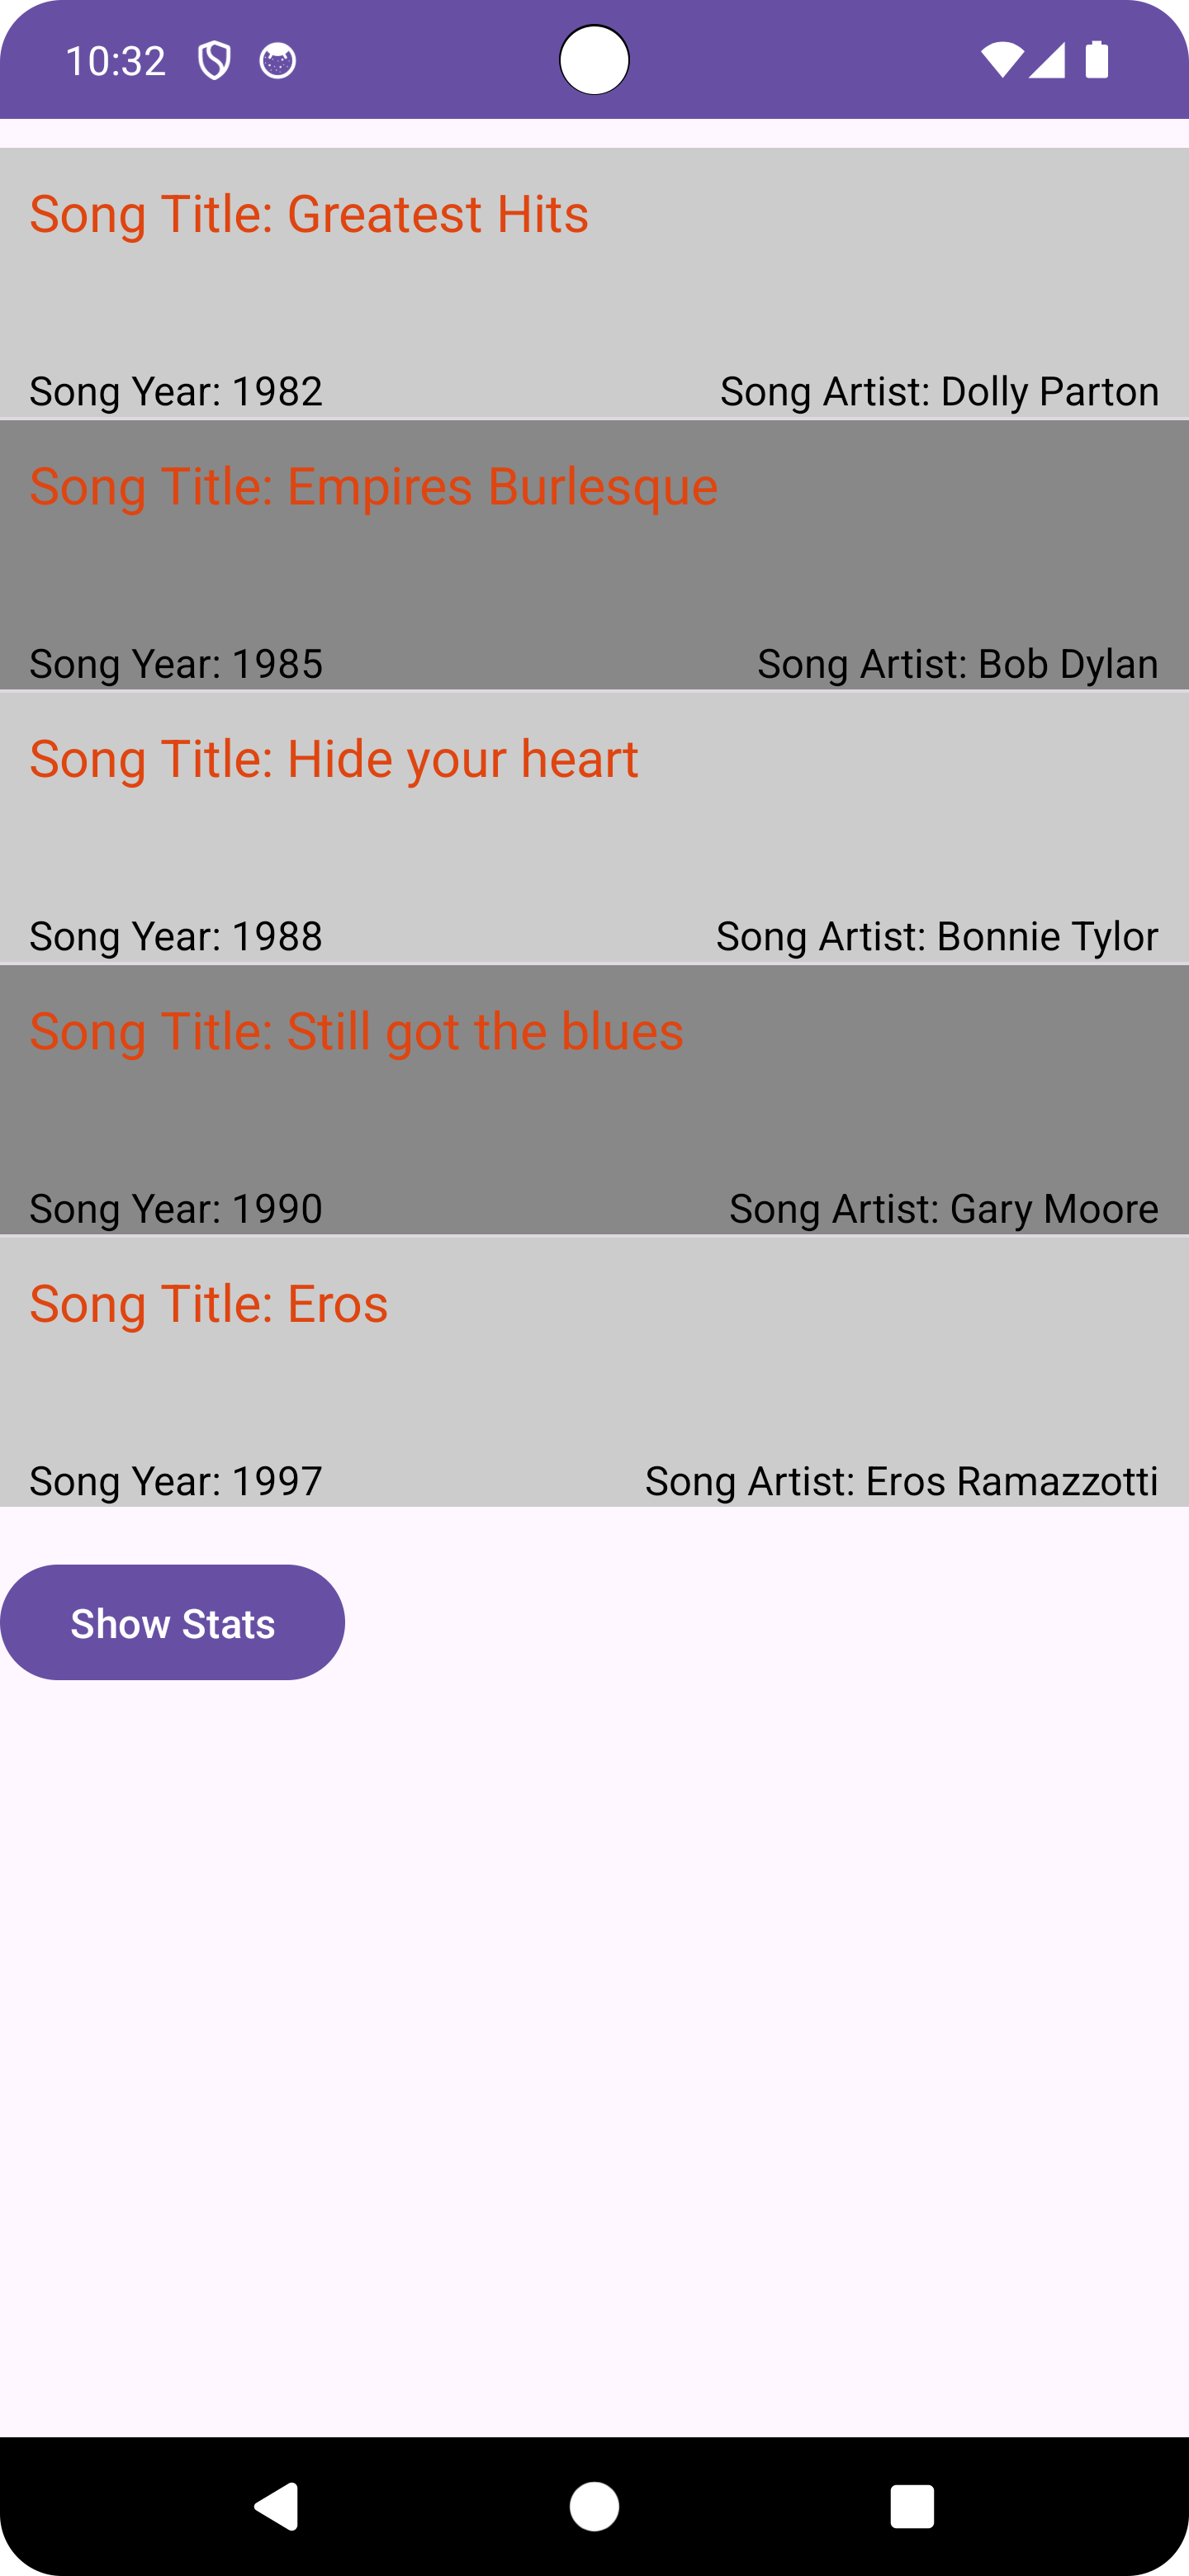 10:32
Song Title: Greatest Hits
Song Year: 1982 Song Artist: Dolly Parton
Song Title: Empires Burlesque
Song Year: 1985 Song Artist: Bob Dylan
Song Title: Hide your heart
Song Year: 1988 Song Artist: Bonnie Tylor
Song Title: Still got the blues
Song Year: 1990 Song Artist: Gary Moore
Song Title: Eros
Song Year: 1997 Song Artist: Eros Ramazzotti
Show Stats